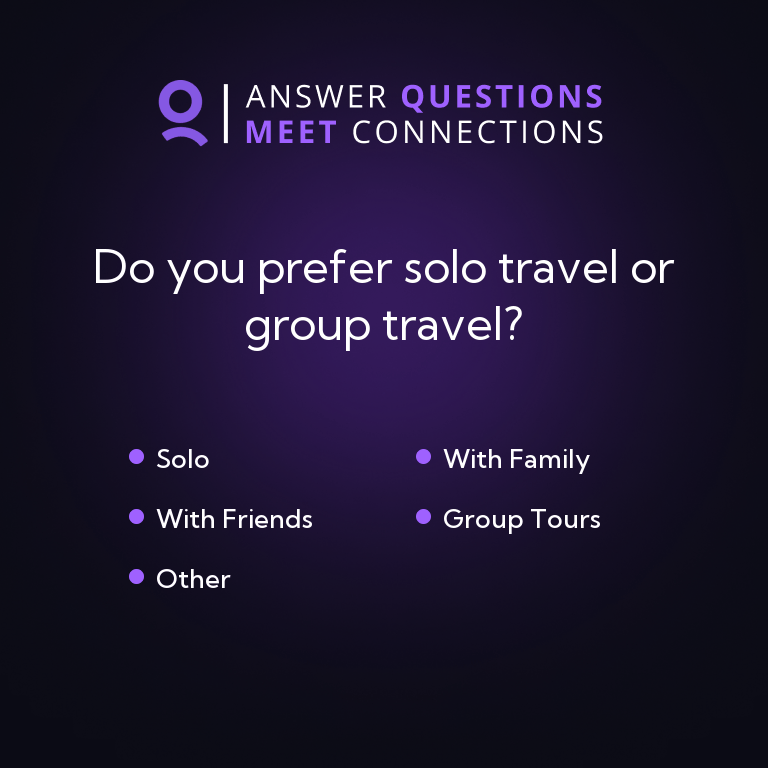 ANSWER QUESTIONS
MEET CONNECTIONS
Do you prefer solo travel or
group travel?
Solo
With Family
With Friends
Group Tours
Other